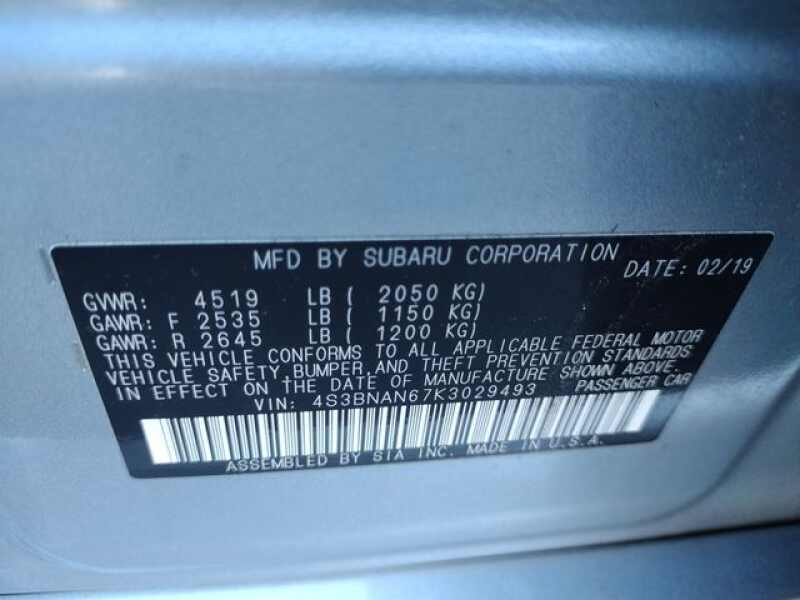 MFD BY SUBARU CORPORATION
DATE: 02/19
GVWR: 4519 LB ( 2050 KG)
GAWR: F 2535 LB ( 1150 KG)
GAWR: R 2645 LB ( 1200 KG)
THIS VEHICLE CONFORMS TO ALL APPLICABLE FEDERAL MOTOR
VEHICLE SAFETY, BUMPER, AND THEFT PREVENTION STANDARDS
IN EFFECT ON THE DATE OF MANUFACTURE SHOWN ABOVE.
VIN: 4S3BNAN67K3029493 PASSENGER CAR
ASSEMBLED BY SIA INC. MADE IN U.S.A.